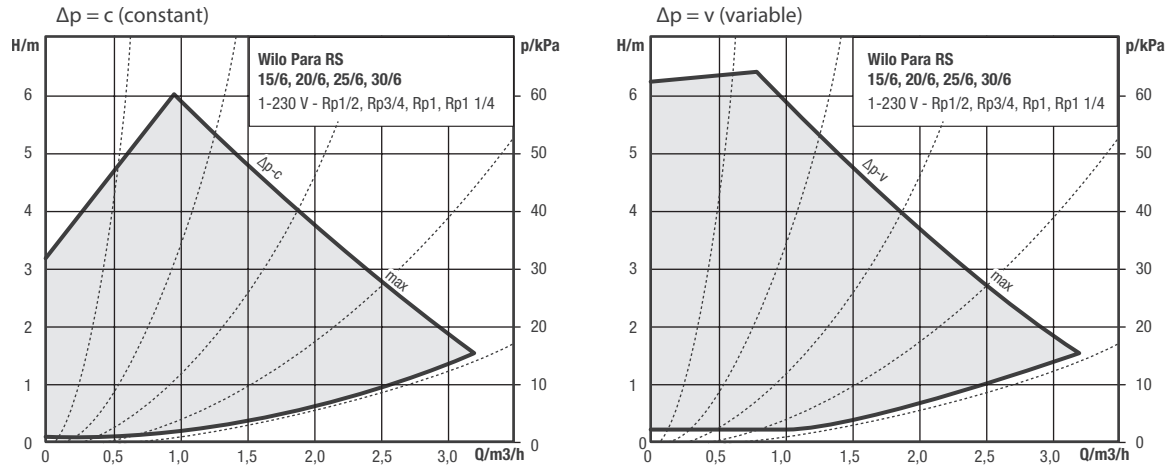 Δp = c (constant)
H/m
p/kPa
Wilo Para RS
15/6, 20/6, 25/6, 30/6
1-230 V - Rp1/2, Rp3/4, Rp1, Rp1 1/4
6
60
5
50
Δp-c
4
40
3
30
max
2
20
1
10
0
0
0
0,5
1,0
1,5
2,0
2,5
3,0
Q/m3/h
Δp = v (variable)
H/m
p/kPa
Wilo Para RS
15/6, 20/6, 25/6, 30/6
1-230 V - Rp1/2, Rp3/4, Rp1, Rp1 1/4
6
60
5
50
Δp-v
4
40
3
30
max
2
20
1
10
0
0
0
0,5
1,0
1,5
2,0
2,5
3,0
Q/m3/h